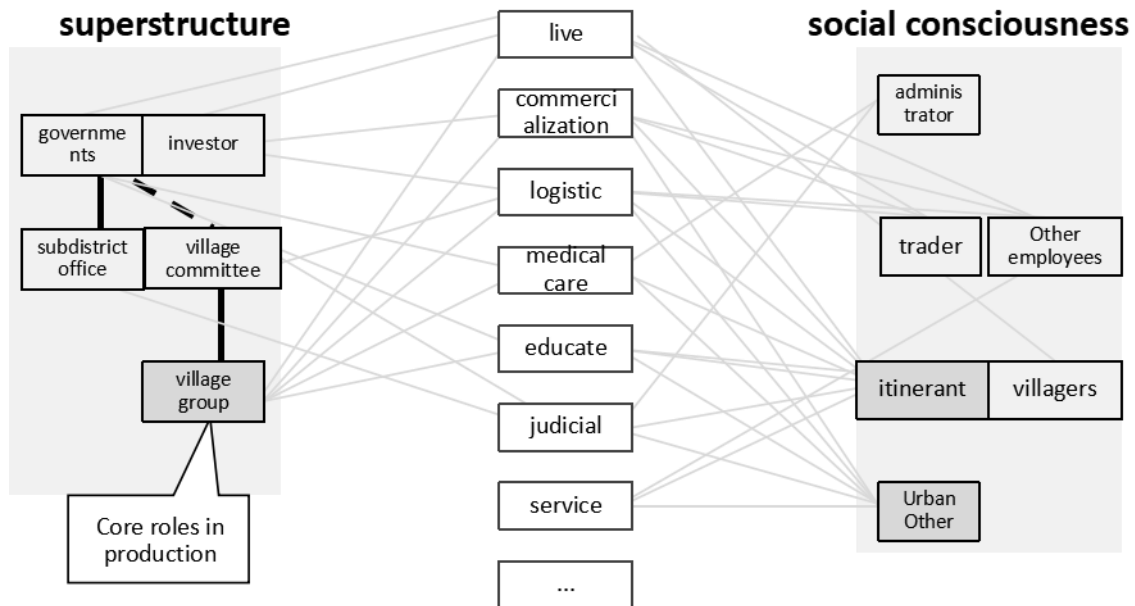 superstructure
governme
nts
investor
subdistrict
office
village
committee
village
group
Core roles in
production
live
commerci
alization
logistic
medical
care
educate
judicial
service
...
social consciousness
adminis
trator
trader
Other
employees
itinerant
villagers
Urban
Other